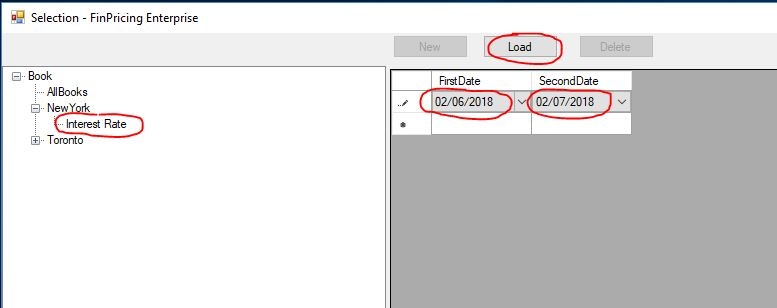 Selection - FinPricing Enterprise
New Load Delete
Book
AllBooks
NewYork
Interest Rate
Toronto
FirstDate SecondDate
02/06/2018 02/07/2018